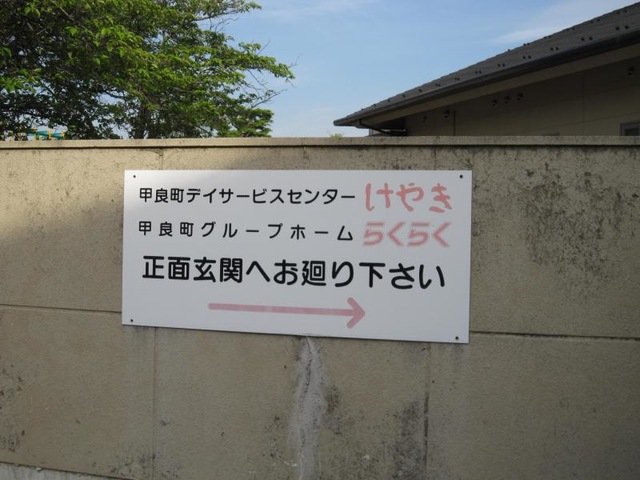 甲良町デイサービスセンター けやき
甲良町グループホーム らくらく
正面玄関へお廻り下さい